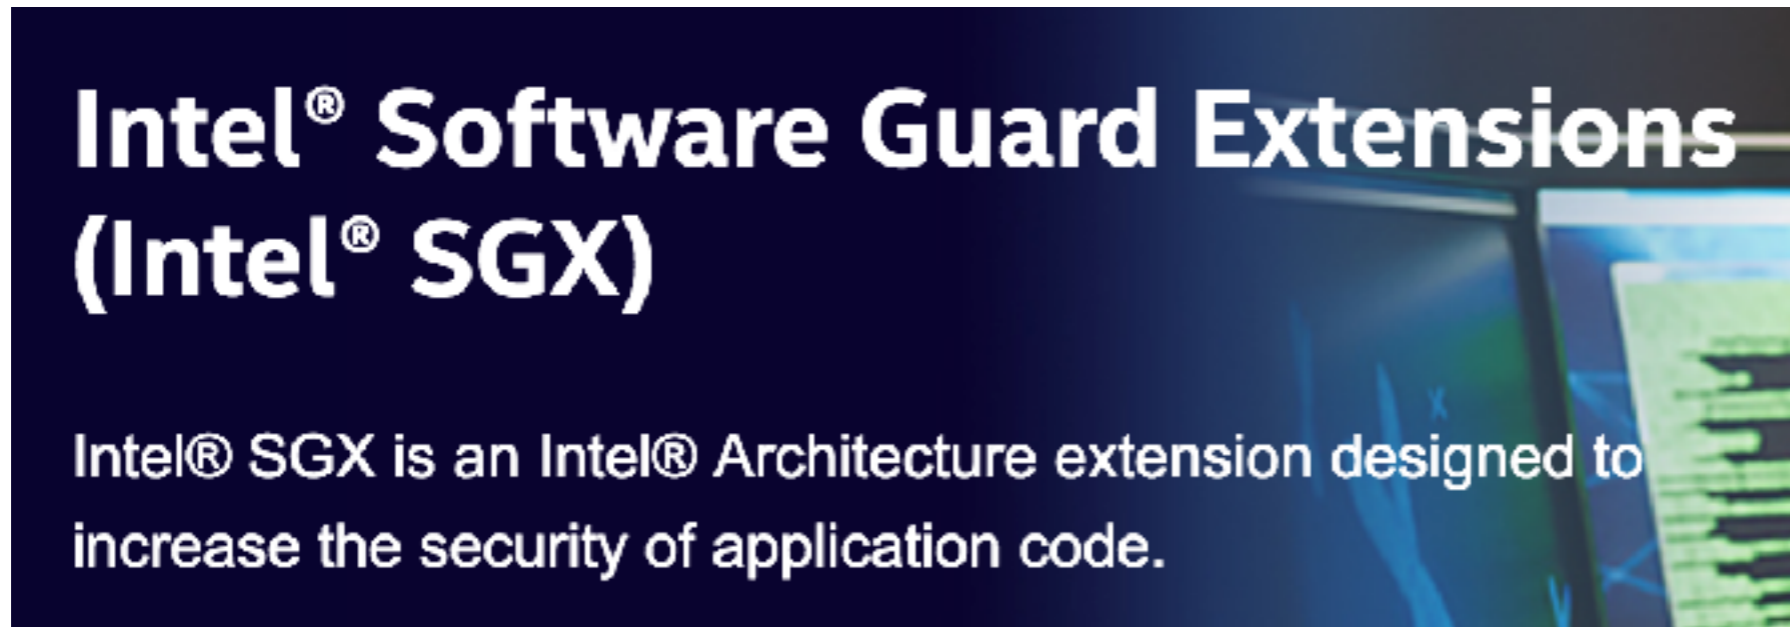 Intel® Software Guard Extensions
(Intel® SGX)
Intel® SGX is an Intel® Architecture extension designed to
increase the security of application code.